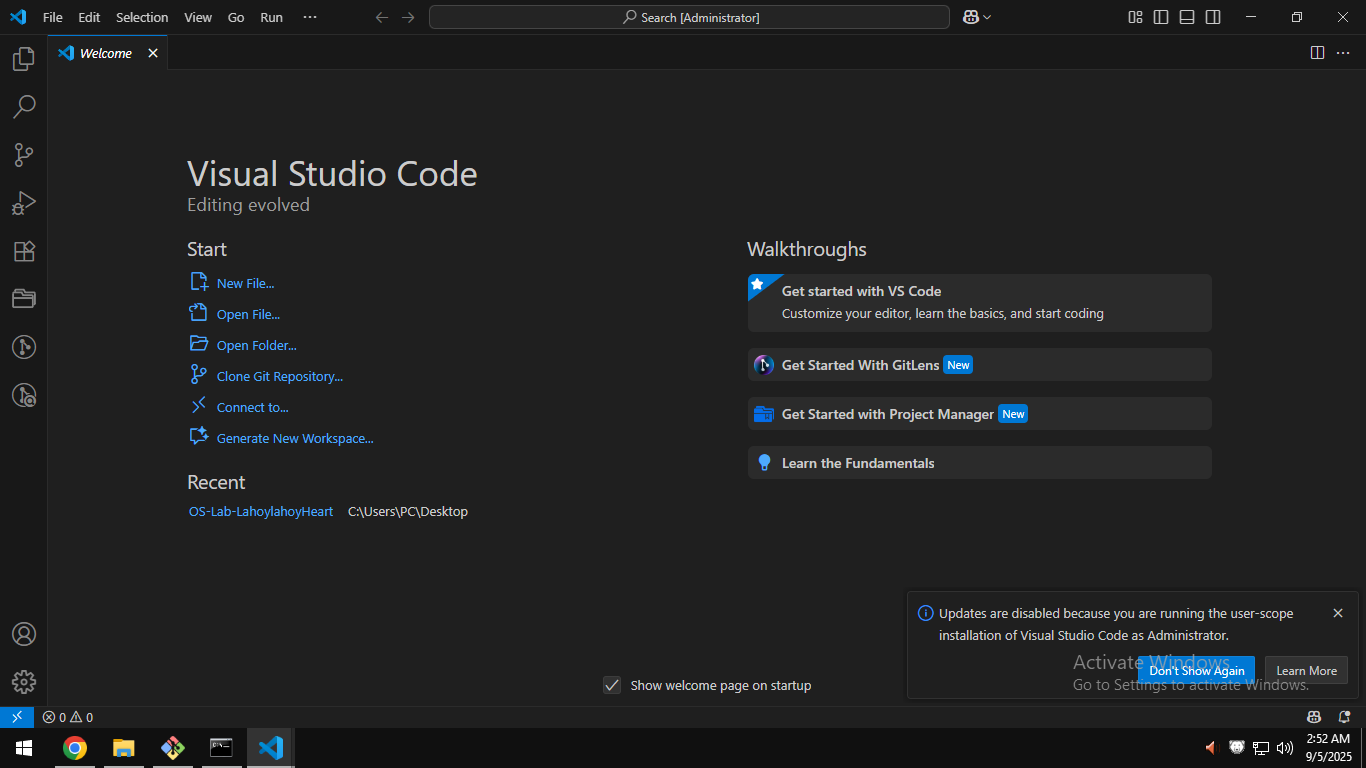 File Edit Selection View Go Run ···
Search [Administrator]
Welcome
Visual Studio Code
Editing evolved
Start
New File...
Open File...
Open Folder...
Clone Git Repository...
Connect to...
Generate New Workspace...
Recent
OS-Lab-LahoylahoyHeart C:\Users\PC\Desktop
Walkthroughs
Get started with VS Code
Customize your editor, learn the basics, and start coding
Get Started With GitLens New
Get Started with Project Manager New
Learn the Fundamentals
Show welcome page on startup
Updates are disabled because you are running the user-scope
installation of Visual Studio Code as Administrator.
Don't Show Again Learn More
Activate Windows
Go to Settings to activate Windows.
0 0
2:52 AM
9/5/2025